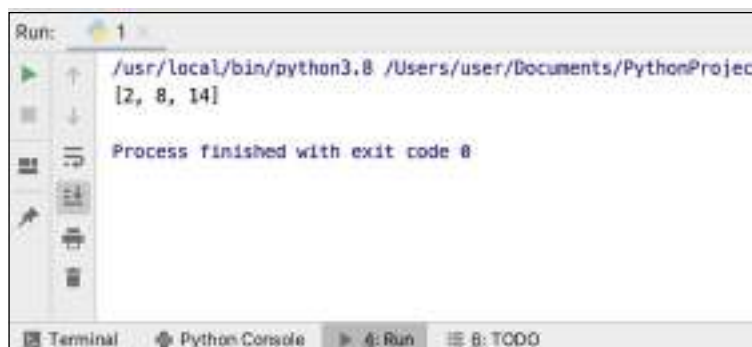 Run: 1
/usr/local/bin/python3.8 /Users/user/Documents/PythonProjec
[2, 8, 14]
Process finished with exit code 0
Terminal Python Console 4: Run 6: TODO